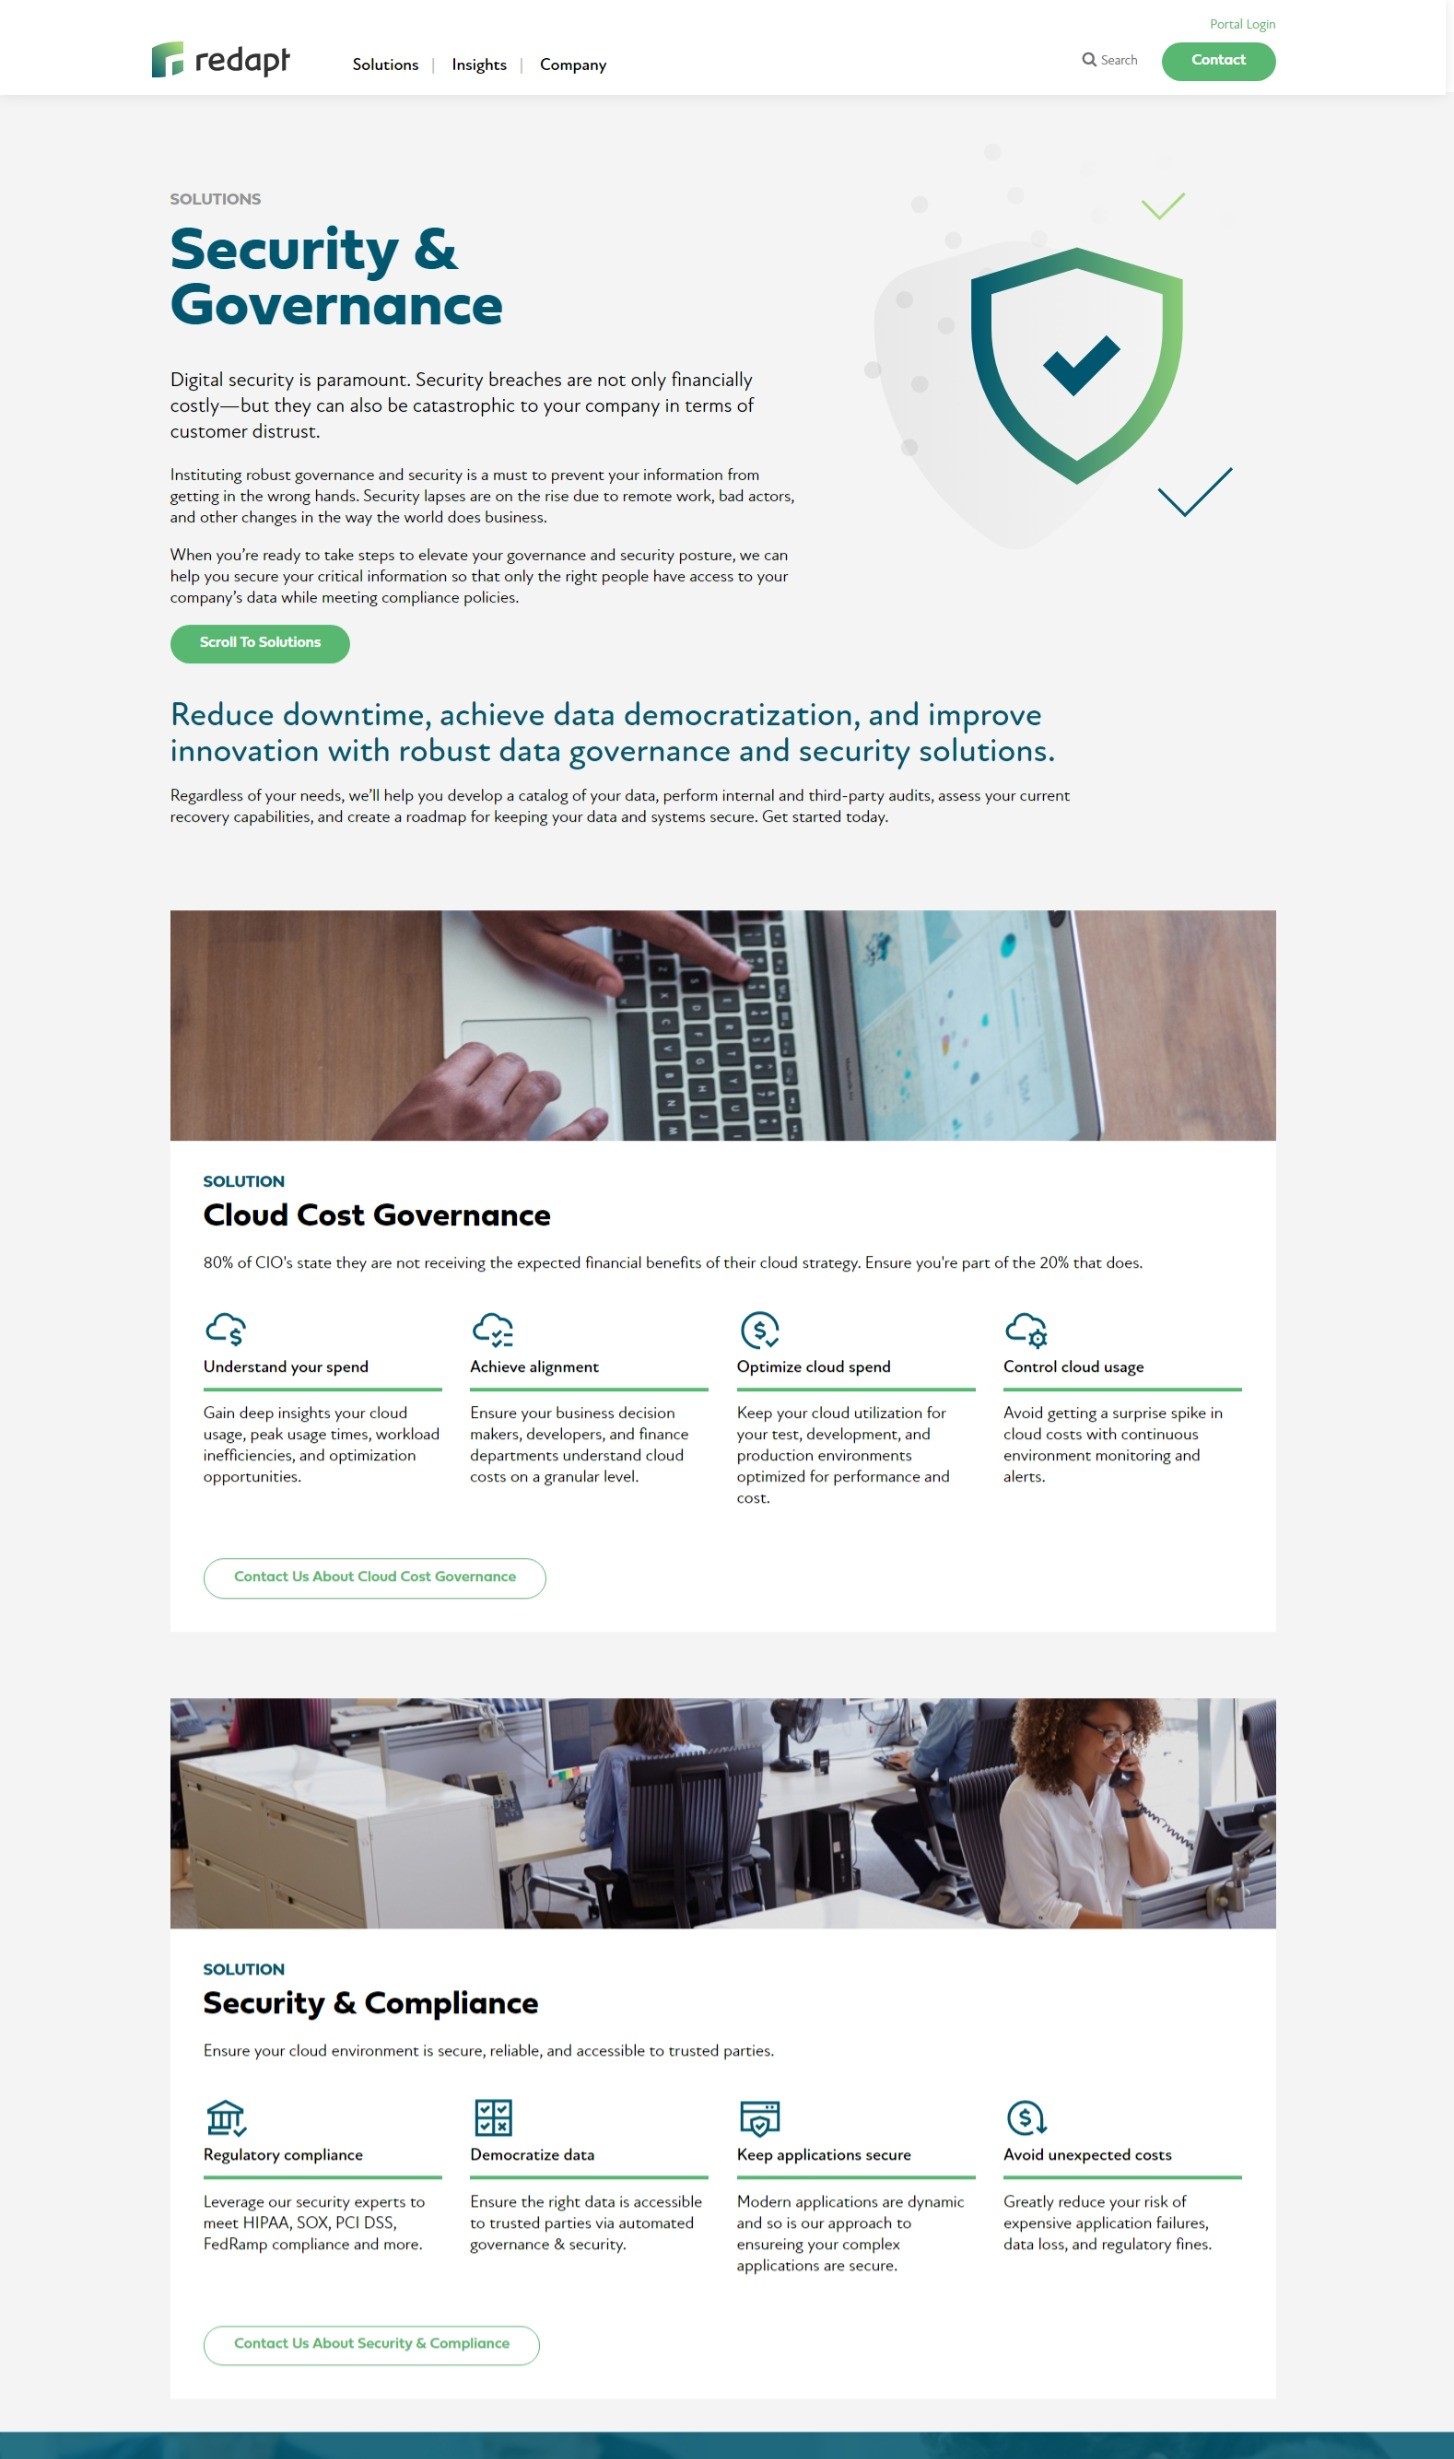 Portal Login
redapt
Solutions | Insights | Company
Search
Contact
SOLUTIONS
Security &
Governance
Digital security is paramount. Security breaches are not only financially
costly—but they can also be catastrophic to your company in terms of
customer distrust.
Instituting robust governance and security is a must to prevent your information from
getting in the wrong hands. Security lapses are on the rise due to remote work, bad actors,
and other changes in the way the world does business.
When you’re ready to take steps to elevate your governance and security posture, we can
help you secure your critical information so that only the right people have access to your
company’s data while meeting compliance policies.
Scroll To Solutions
Reduce downtime, achieve data democratization, and improve
innovation with robust data governance and security solutions.
Regardless of your needs, we’ll help you develop a catalog of your data, perform internal and third-party audits, assess your current
recovery capabilities, and create a roadmap for keeping your data and systems secure. Get started today.
SOLUTION
Cloud Cost Governance
80% of CIO's state they are not receiving the expected financial benefits of their cloud strategy. Ensure you're part of the 20% that does.
Understand your spend
Gain deep insights your cloud
usage, peak usage times, workload
inefficiencies, and optimization
opportunities.
Achieve alignment
Ensure your business decision
makers, developers, and finance
departments understand cloud
costs on a granular level.
Optimize cloud spend
Keep your cloud utilization for
your test, development, and
production environments
optimized for performance and
cost.
Control cloud usage
Avoid getting a surprise spike in
cloud costs with continuous
environment monitoring and
alerts.
Contact Us About Cloud Cost Governance
SOLUTION
Security & Compliance
Ensure your cloud environment is secure, reliable, and accessible to trusted parties.
Regulatory compliance
Leverage our security experts to
meet HIPAA, SOX, PCI DSS,
FedRamp compliance and more.
Democratize data
Ensure the right data is accessible
to trusted parties via automated
governance & security.
Keep applications secure
Modern applications are dynamic
and so is our approach to
ensureing your complex
applications are secure.
Avoid unexpected costs
Greatly reduce your risk of
expensive application failures,
data loss, and regulatory fines.
Contact Us About Security & Compliance